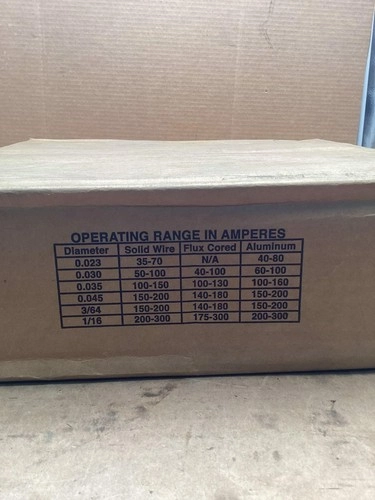 OPERATING RANGE IN AMPERES
Diameter Solid Wire Flux Cored Aluminum
0.023 35-70 N/A 40-80
0.030 50-100 40-100 60-100
0.035 100-150 100-130 100-160
0.045 150-200 140-180 150-200
3/64 150-200 140-180 150-200
1/16 200-300 175-300 200-300